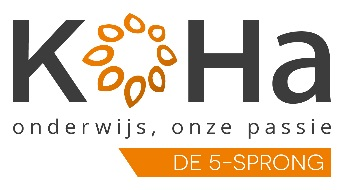 KOHa
onderwijs, onze passie
DE 5-SPRONG